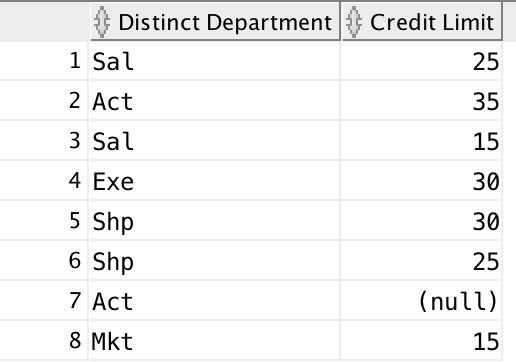 Distinct Department Credit Limit
1 Sal 25
2 Act 35
3 Sal 15
4 Exe 30
5 Shp 30
6 Shp 25
7 Act (null)
8 Mkt 15